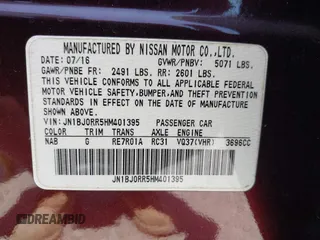 MANUFACTURED BY NISSAN MOTOR CO.,LTD.
DATE: 07/16 GVWR/PNBV: 5071 LBS.
GAWR/PNBE FR: 2491 LBS. RR: 2601 LBS.
THIS VEHICLE CONFORMS TO ALL APPLICABLE FEDERAL
MOTOR VEHICLE SAFETY,BUMPER,AND THEFT
PREVENTION STANDARDS IN EFFECT ON THE DATE OF
MANUFACTURE SHOWN ABOVE.
VIN: JN1BJ0RR5HM401395 PASSENGER CAR
COLOR TRIM TRANS AXLE ENGINE
NAB G RE7R01A RC31 VQ37(VHR) 3696CC
JN1BJ0RR5HM401395
DREAMBID